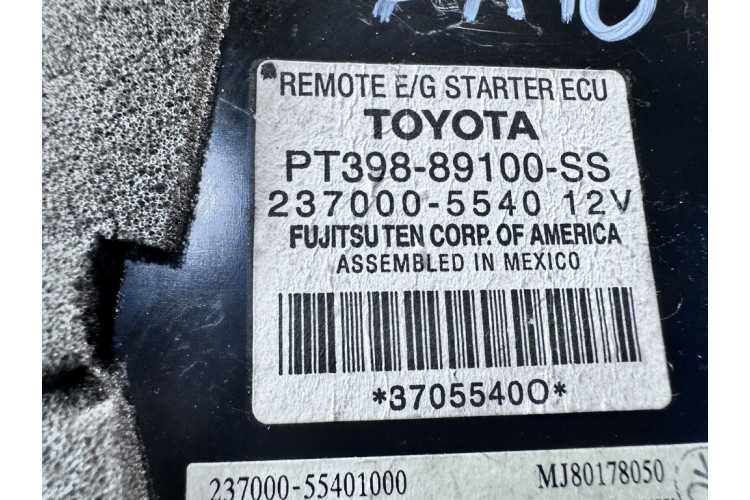 REMOTE E/G STARTER ECU
TOYOTA
PT398-89100-SS
237000-5540 12V
FUJITSU TEN CORP. OF AMERICA
ASSEMBLED IN MEXICO
*37055400*
237000-55401000 MJ80178050